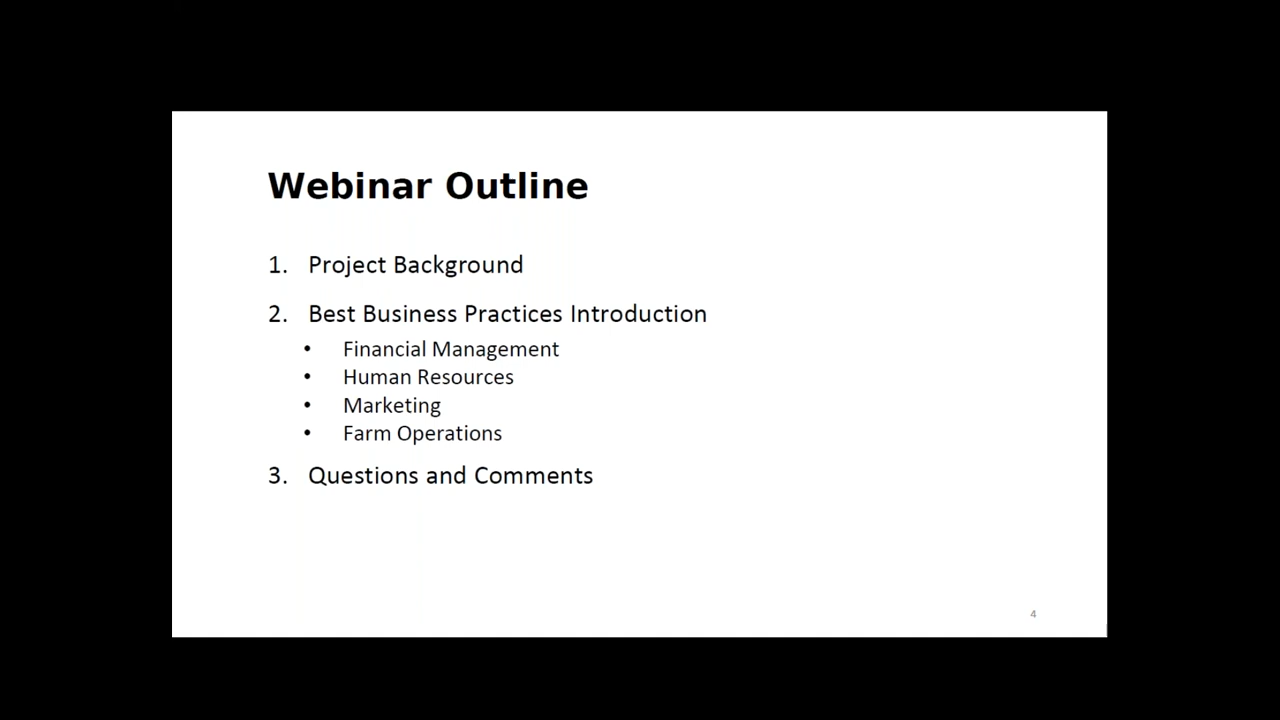 Webinar Outline
1. Project Background
2. Best Business Practices Introduction
• Financial Management
• Human Resources
• Marketing
• Farm Operations
3. Questions and Comments
4